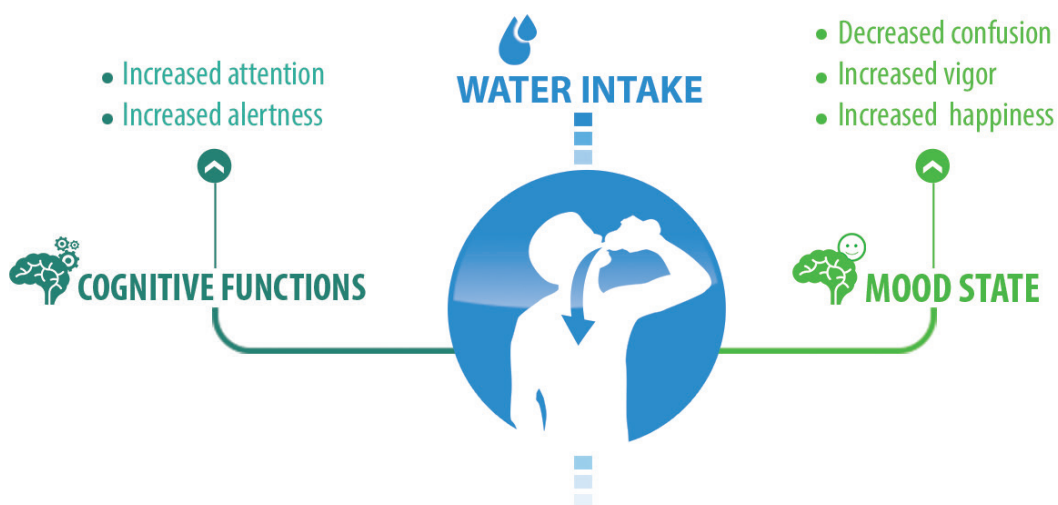 WATER INTAKE
• Increased attention
• Increased alertness
COGNITIVE FUNCTIONS
• Decreased confusion
• Increased vigor
• Increased happiness
MOOD STATE